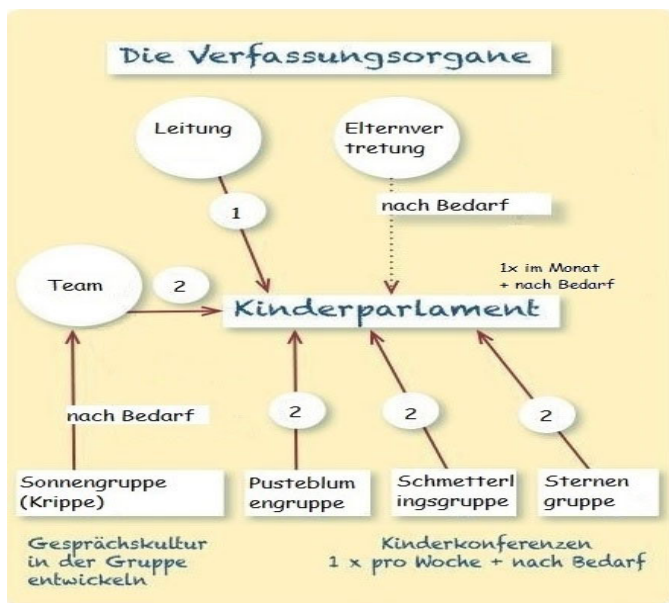 Die Verfassungsorgane
Leitung
Elternver
tretung
1
nach Bedarf
Team
2
1x im Monat
+ nach Bedarf
Kinderparlament
nach Bedarf
2
2
2
Sonnengruppe
(Krippe)
Pusteblum
engruppe
Schmetterl
ingsgruppe
Sternen
gruppe
Gesprächskultur
in der Gruppe
entwickeln
Kinderkonferenzen
1 x pro Woche + nach Bedarf